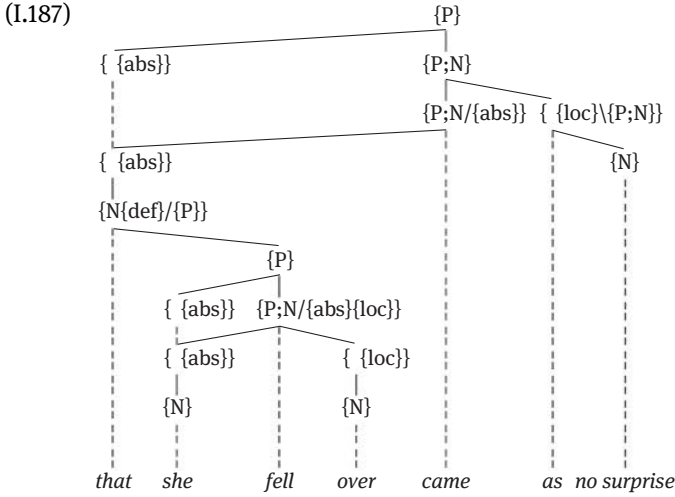 (I.187)
{P}
{ {abs}} {P;N}
{P;N/{abs}} { {loc}\{P;N}}
{ {abs}} {N}
{N{def}/{P}}
{P}
{ {abs}} {P;N/{abs}{loc}}
{ {abs}} { {loc}}
{N} {N}
that she fell over came as no surprise